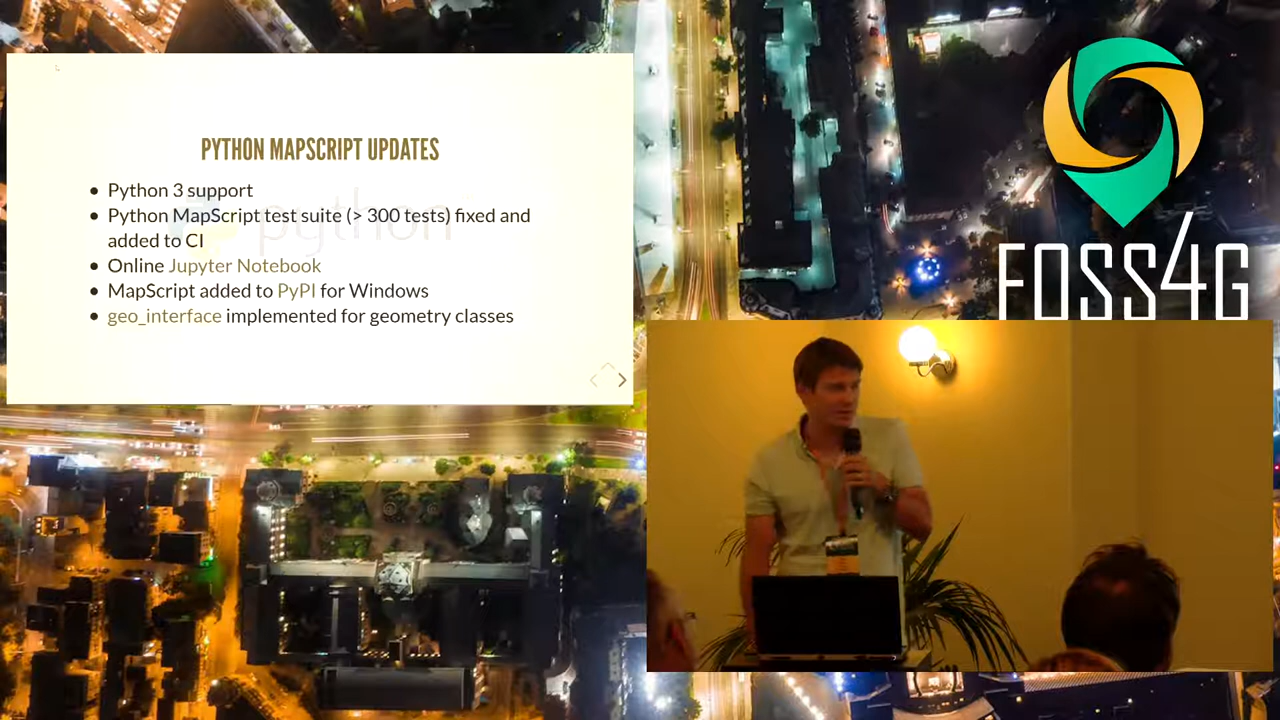 PYTHON MAPSCRIPT UPDATES
• Python 3 support
• Python MapScript test suite (> 300 tests) fixed and
added to CI
• Online Jupyter Notebook
• MapScript added to PyPI for Windows
• geo_interface implemented for geometry classes
python
FOSS4G